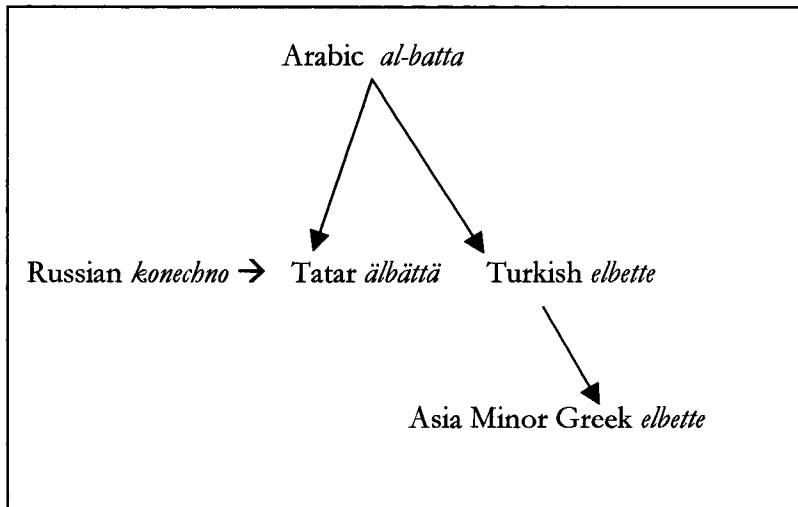 Arabic al-batta
Russian konechno → Tatar älbättä Turkish elbette
Asia Minor Greek elbette